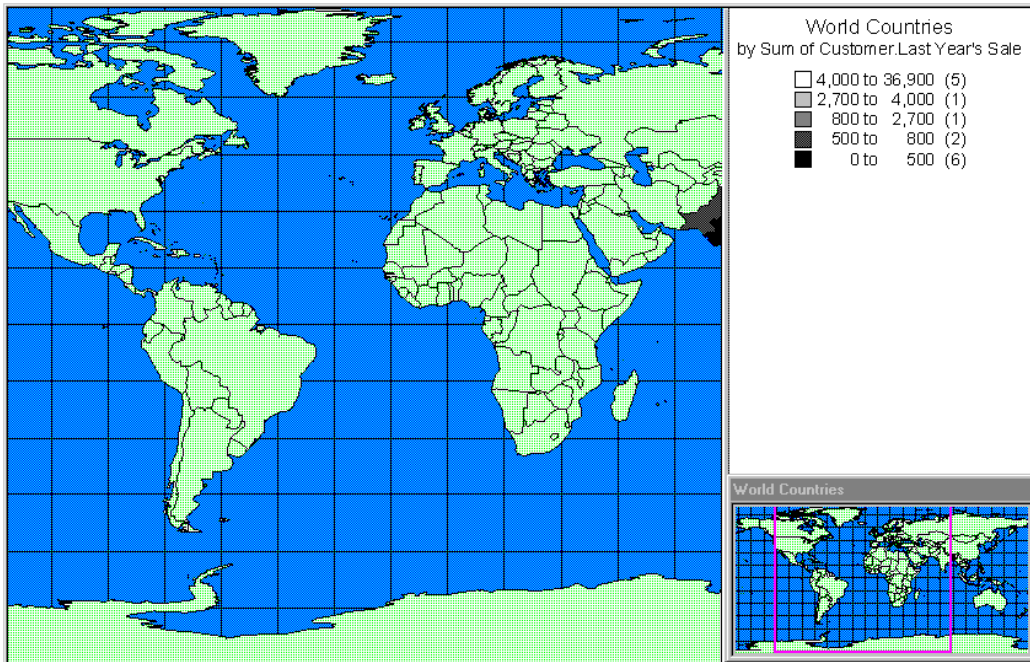 World Countries
by Sum of Customer.Last Year's Sale
4,000 to 36,900 (5)
2,700 to 4,000 (1)
800 to 2,700 (1)
500 to 800 (2)
0 to 500 (6)
World Countries